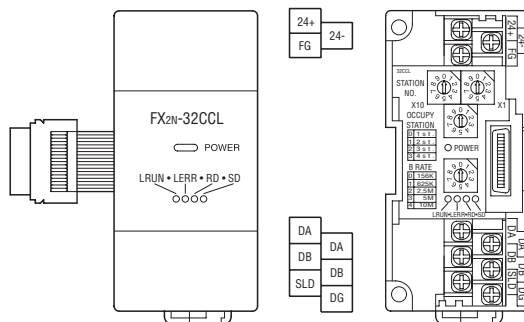 FX2N-32CCL
POWER
LRUN • LERR • RD • SD
24+
24-
FG
DA
DA
DB
DB
SLD
DG
24+
24-
FG
32CCL
STATION
NO.
X10
X1
OCCUPY
STATION
0 1 st.
1 2 st.
2 3 st.
3 4 st.
POWER
B RATE
0 156K
1 625K
2 2.5M
3 5M
4 10M
LRUN•LERR•RD•SD
DA
DA
DB
DB
SLD
DG